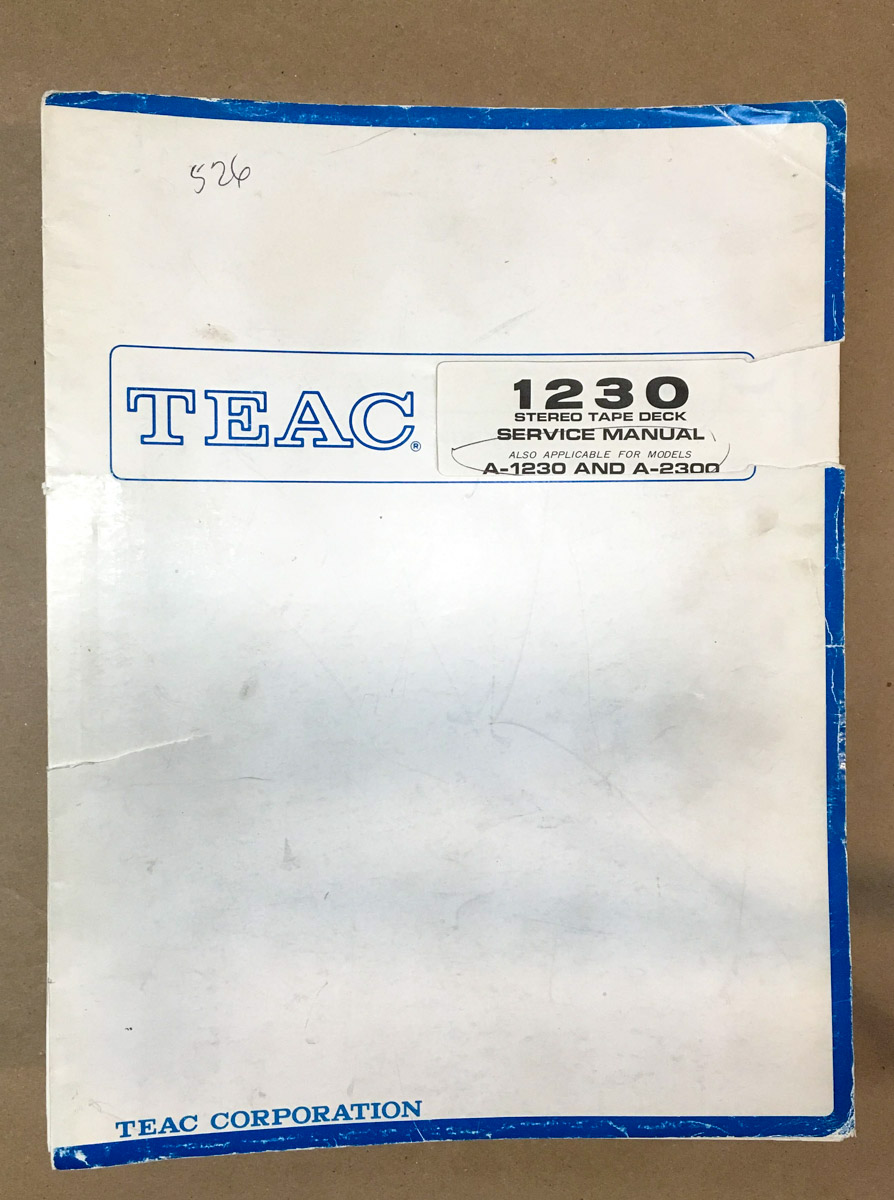 526
TEAC®
1230
STEREO TAPE DECK
SERVICE MANUAL
ALSO APPLICABLE FOR MODELS
A-1230 AND A-2300
TEAC CORPORATION